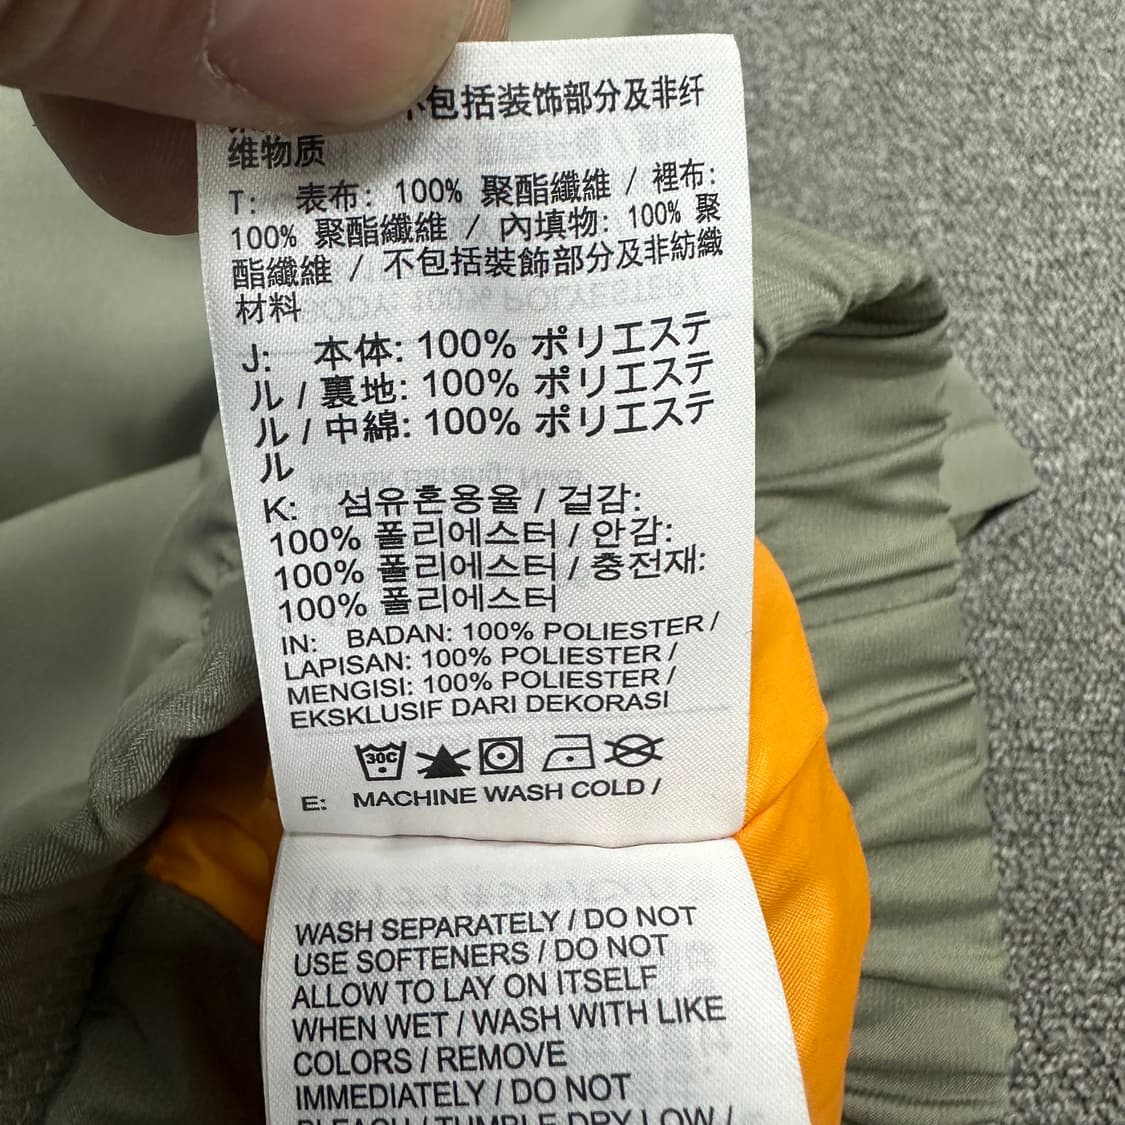 包括装饰部分及非纤
维物质
T: 表布: 100% 聚酯纖維 / 裡布:
100% 聚酯纖維 / 內填物: 100% 聚
酯纖維 / 不包括裝飾部分及非紡織
材料
J: 本体: 100% ポリエステ
ル / 裏地: 100% ポリエステ
ル / 中綿: 100% ポリエステ
ル
K: 섬유혼용율 / 겉감:
100% 폴리에스터 / 안감:
100% 폴리에스터 / 충전재:
100% 폴리에스터
IN: BADAN: 100% POLIESTER /
LAPISAN: 100% POLIESTER /
MENGISI: 100% POLIESTER /
EKSKLUSIF DARI DEKORASI
30C
E: MACHINE WASH COLD /
WASH SEPARATELY / DO NOT
USE SOFTENERS / DO NOT
ALLOW TO LAY ON ITSELF
WHEN WET / WASH WITH LIKE
COLORS / REMOVE
IMMEDIATELY / DO NOT
BLEACH / TUMBLE DRY LOW /